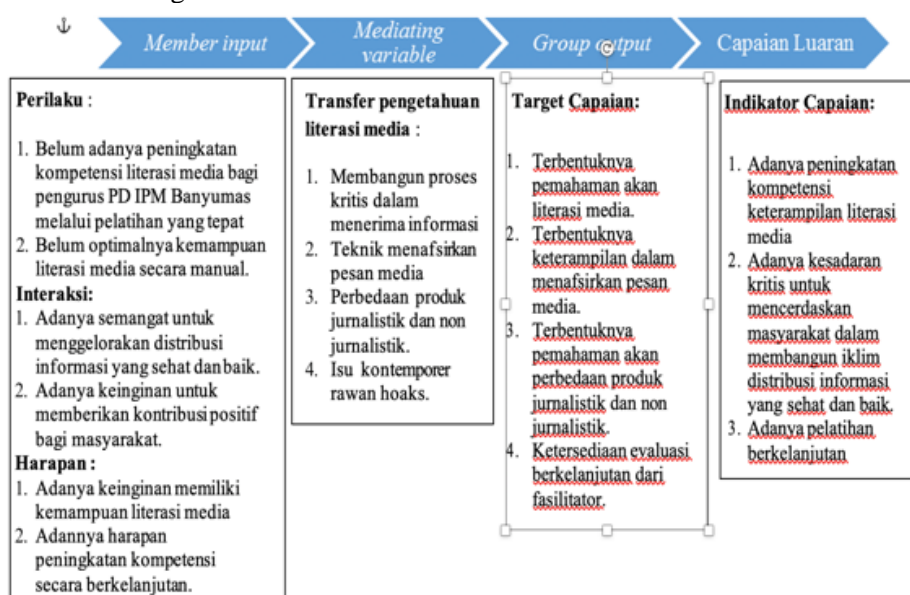 Member input
Mediating
variable
Group output
Capaian Luaran
Perilaku :
1. Belum adanya peningkatan
kompetensi literasi media bagi
pengurus PD IPM Banyumas
melalui pelatihan yang tepat
2. Belum optimalnya kemampuan
literasi media secara manual.
Interaksi:
1. Adanya semangat untuk
menggelorakan distribusi
informasi yang sehat dan baik.
2. Adanya keinginan untuk
memberikan kontribusi positif
bagi masyarakat.
Harapan :
1. Adanya keinginan memiliki
kemampuan literasi media
2. Adannya harapan
peningkatan kompetensi
secara berkelanjutan.
Transfer pengetahuan
literasi media :
1. Membangun proses
kritis dalam
menerima informasi
2. Teknik menafsirkan
pesan media
3. Perbedaan produk
jurnalistik dan non
jurnalistik.
4. Isu kontemporer
rawan hoaks.
Target Capaian:
1. Terbentuknya
pemahaman akan
literasi media.
2. Terbentuknya
keterampilan dalam
menafsirkan pesan
media.
3. Terbentuknya
pemahaman akan
perbedaan produk
jurnalistik dan non
jurnalistik.
4. Ketersediaan evaluasi
berkelanjutan dari
fasilitator.
Indikator Capaian:
1. Adanya peningkatan
kompetensi
keterampilan literasi
media
2. Adanya kesadaran
kritis untuk
mencerdaskan
masyarakat dalam
membangun iklim
distribusi informasi
yang sehat dan baik.
3. Adanya pelatihan
berkelanjutan